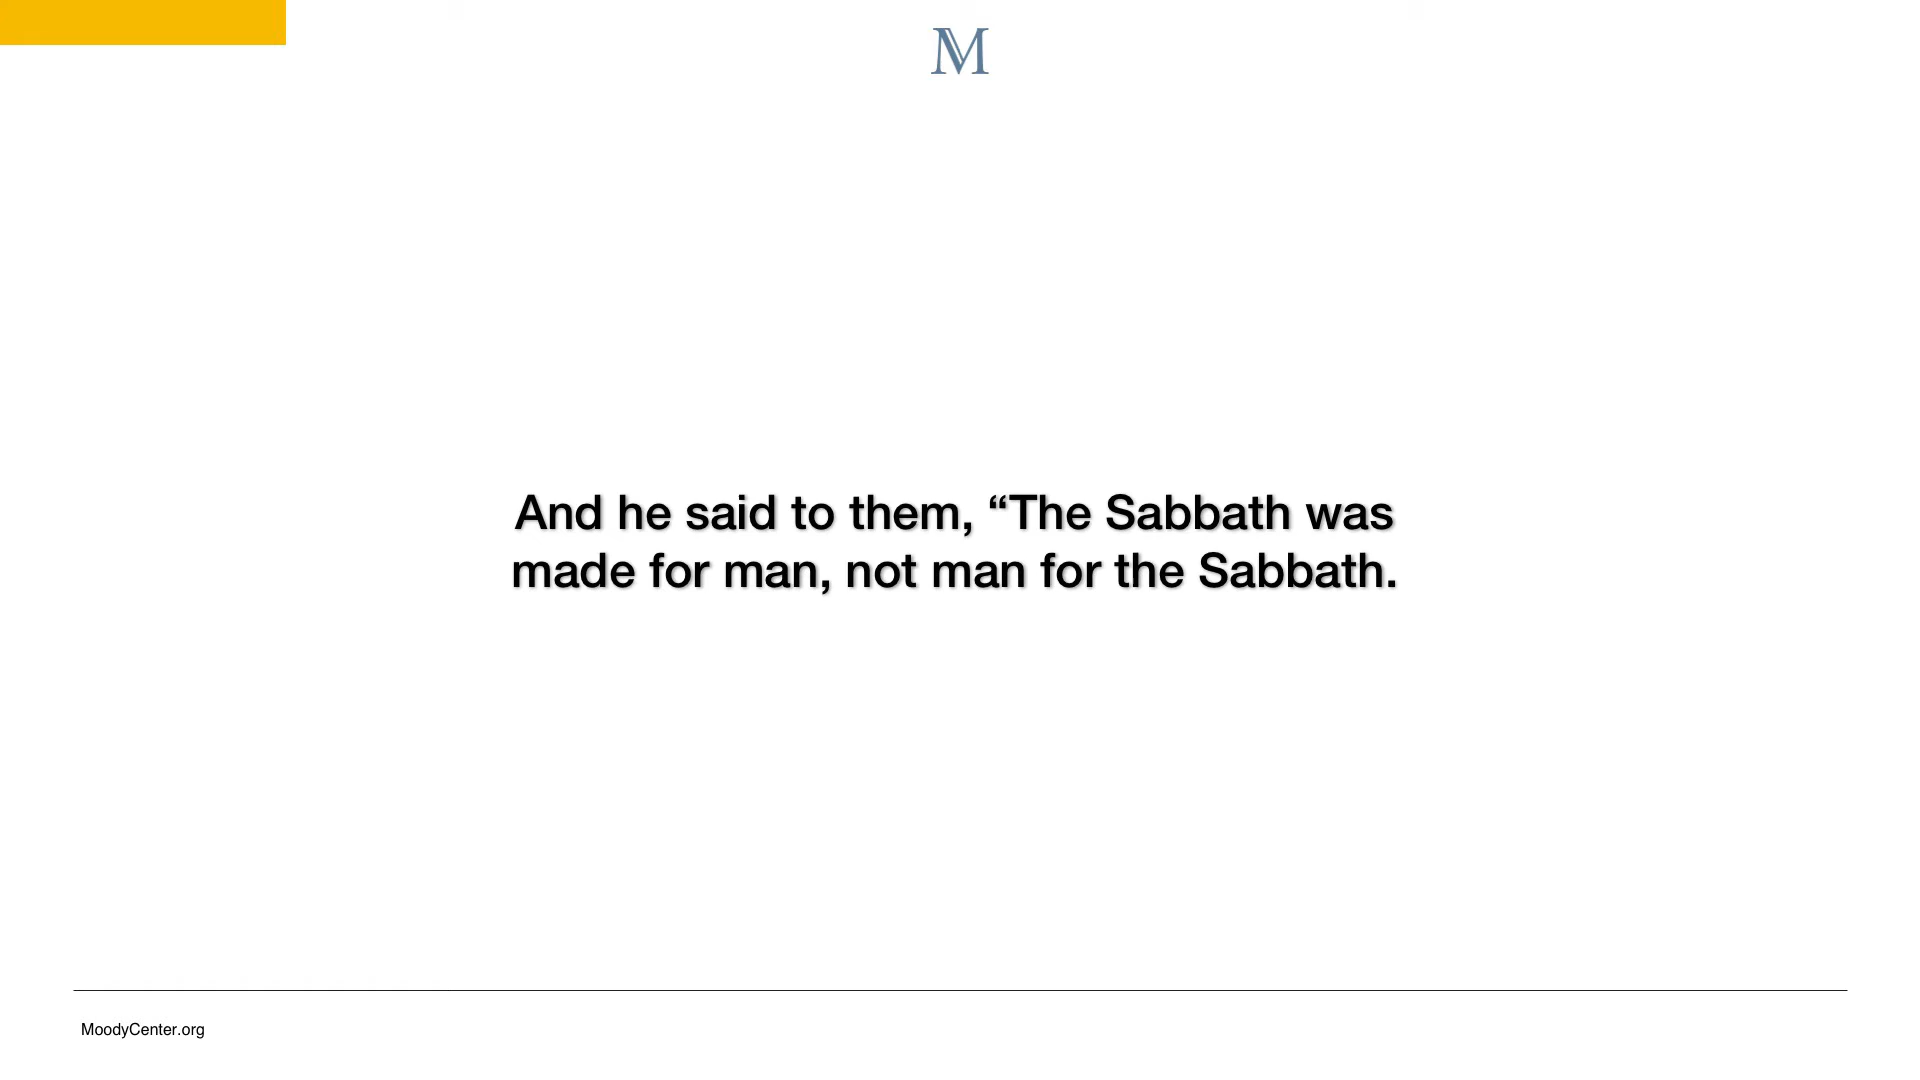 M
And he said to them, “The Sabbath was
made for man, not man for the Sabbath.
MoodyCenter.org